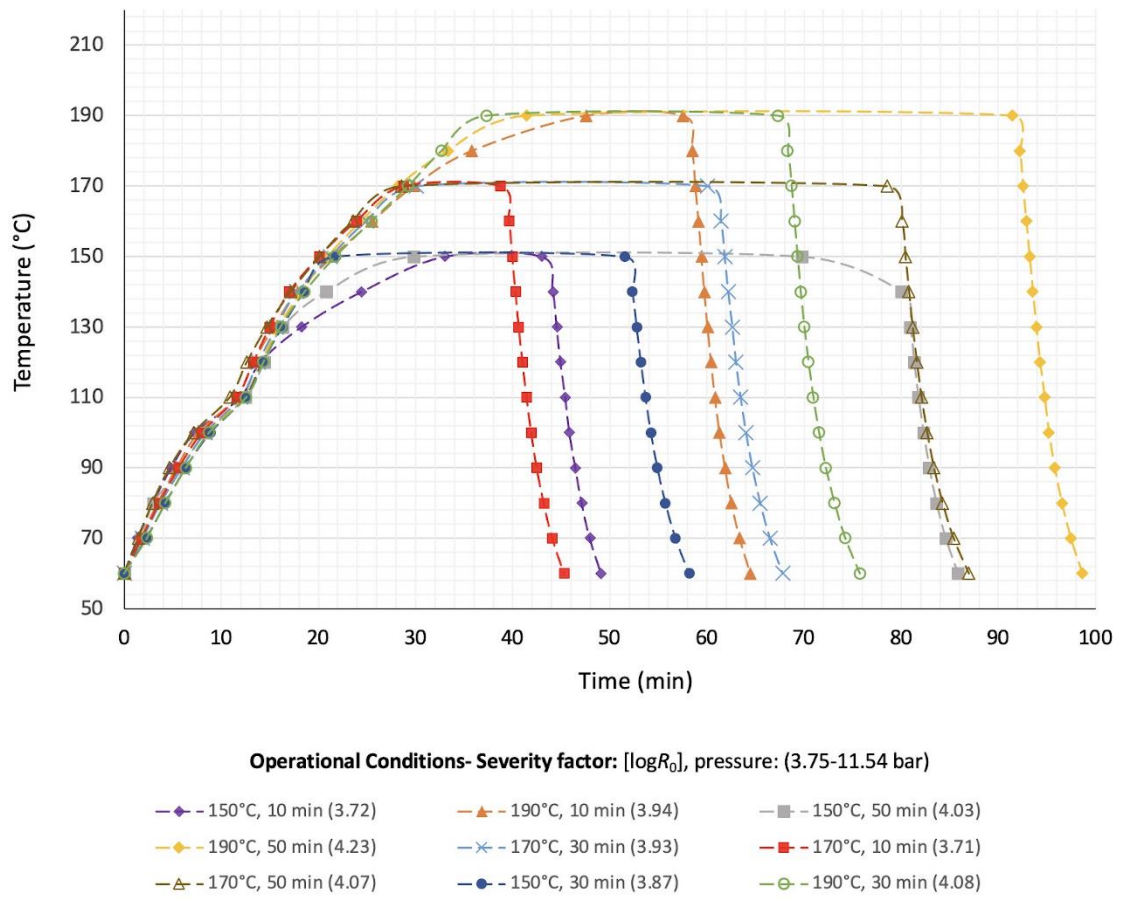 210
190
170
150
130
110
90
70
50
Temperature (°C)
0 10 20 30 40 50 60 70 80 90 100
Time (min)
Operational Conditions- Severity factor: [logR₀], pressure: (3.75-11.54 bar)
150°C, 10 min (3.72) 190°C, 10 min (3.94) 150°C, 50 min (4.03)
190°C, 50 min (4.23) 170°C, 30 min (3.93) 170°C, 10 min (3.71)
170°C, 50 min (4.07) 150°C, 30 min (3.87) 190°C, 30 min (4.08)